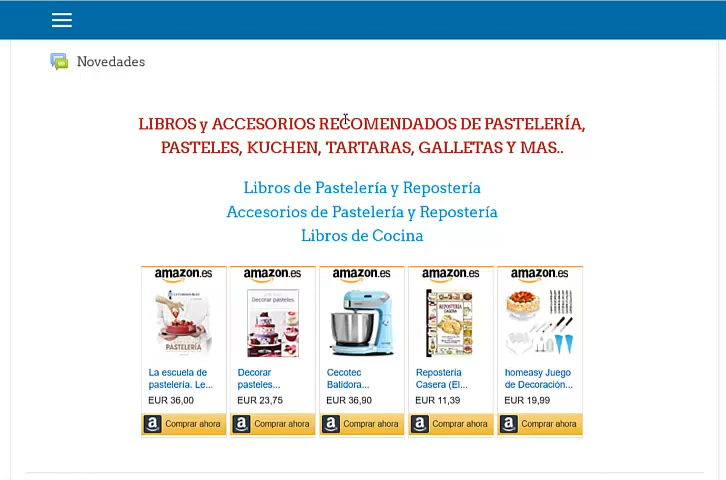 Novedades
LIBROS y ACCESORIOS RECOMENDADOS DE PASTELERÍA,
PASTELES, KUCHEN, TARTARAS, GALLETAS Y MAS..
Libros de Pastelería y Repostería
Accesorios de Pastelería y Repostería
Libros de Cocina
amazon.es
PASTELERÍA
La escuela de
pastelería. Le...
EUR 36,00
Comprar ahora
amazon.es
Decorar pasteles
Decorar
pasteles...
EUR 23,75
Comprar ahora
amazon.es
Cecotec
Batidora...
EUR 36,90
Comprar ahora
amazon.es
REPOSTERÍA
CASERA
Repostería
Casera (El...
EUR 11,39
Comprar ahora
amazon.es
homeasy Juego
de Decoración...
EUR 19,99
Comprar ahora